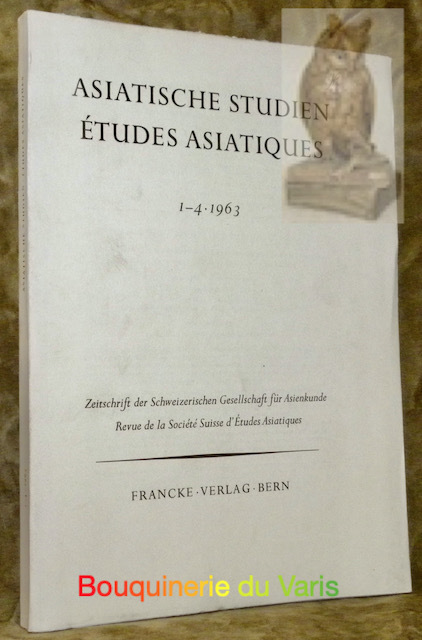 ASIATISCHE STUDIEN
ÉTUDES ASIATIQUES
1–4·1963
Zeitschrift der Schweizerischen Gesellschaft für Asienkunde
Revue de la Société Suisse d'Études Asiatiques
FRANCKE·VERLAG·BERN
Bouquinerie du Varis